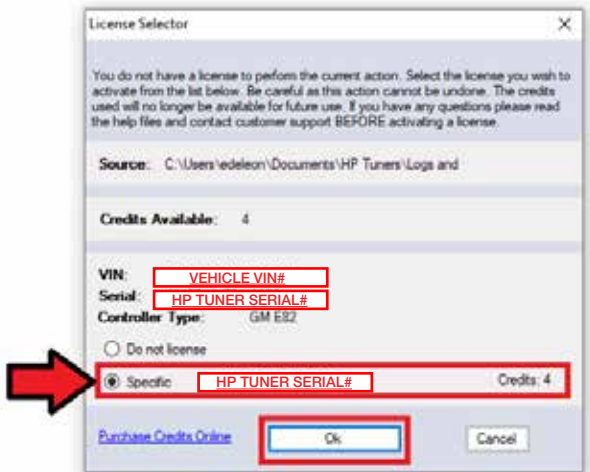 License Selector
You do not have a license to perform the current action. Select the license you wish to
activate from the list below. Be careful as this action cannot be undone. The credits
used will no longer be available for future use. If you have any questions please read
the help files and contact customer support BEFORE activating a license.
Source: C:\Users\edeleon\Documents\HP Tuners\Logs and
Credits Available: 4
VIN: VEHICLE VIN#
Serial: HP TUNER SERIAL#
Controller Type: GM E82
Do not license
Specific HP TUNER SERIAL# Credits: 4
Purchase Credits Online Ok Cancel